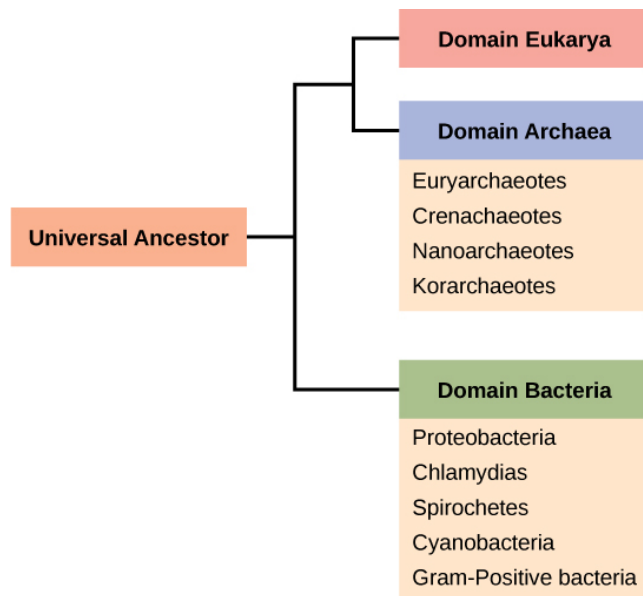 Domain Eukarya
Domain Archaea
Euryarchaeotes
Crenachaeotes
Nanoarchaeotes
Korarchaeotes
Universal Ancestor
Domain Bacteria
Proteobacteria
Chlamydias
Spirochetes
Cyanobacteria
Gram-Positive bacteria